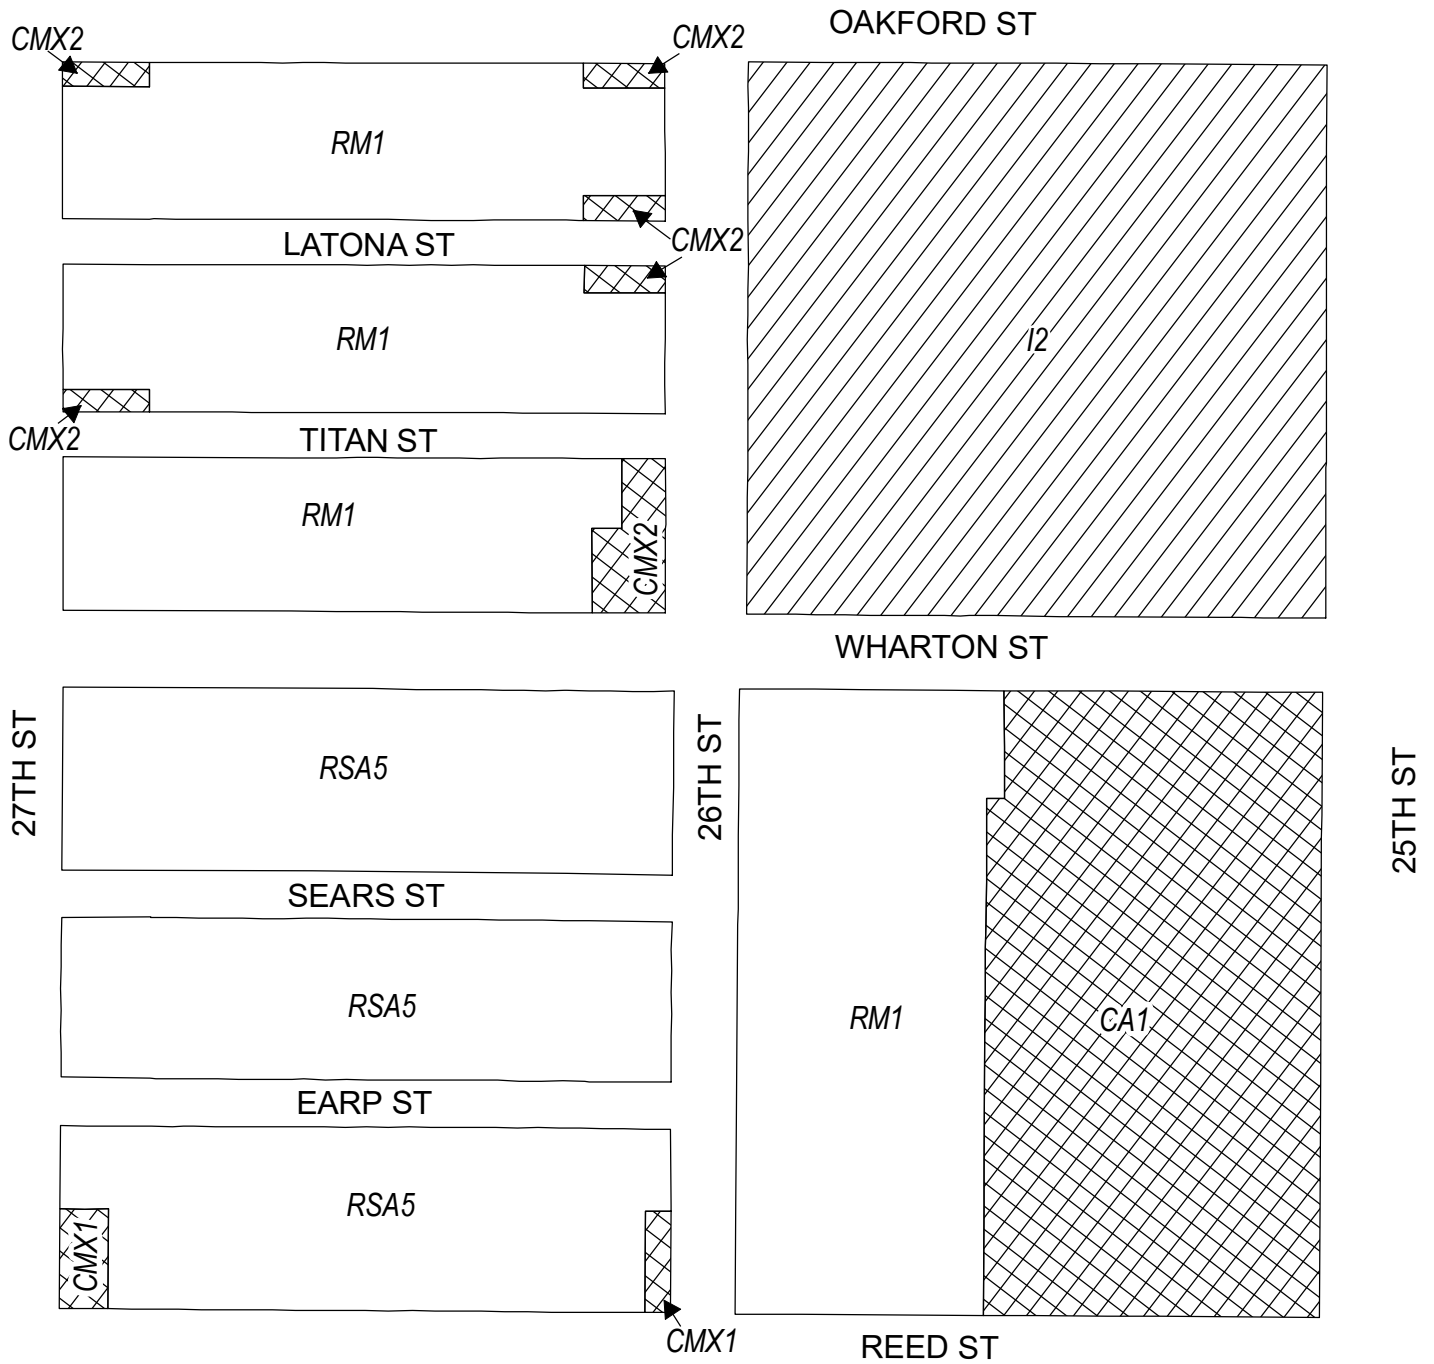 OAKFORD ST
CMX2
CMX2
RM1
CMX2
LATONA ST
RM1
I2
CMX2
TITAN ST
RM1
CMX2
WHARTON ST
27TH ST
RSA5
26TH ST
25TH ST
SEARS ST
RSA5
RM1
CA1
EARP ST
RSA5
CMX1
CMX1
REED ST